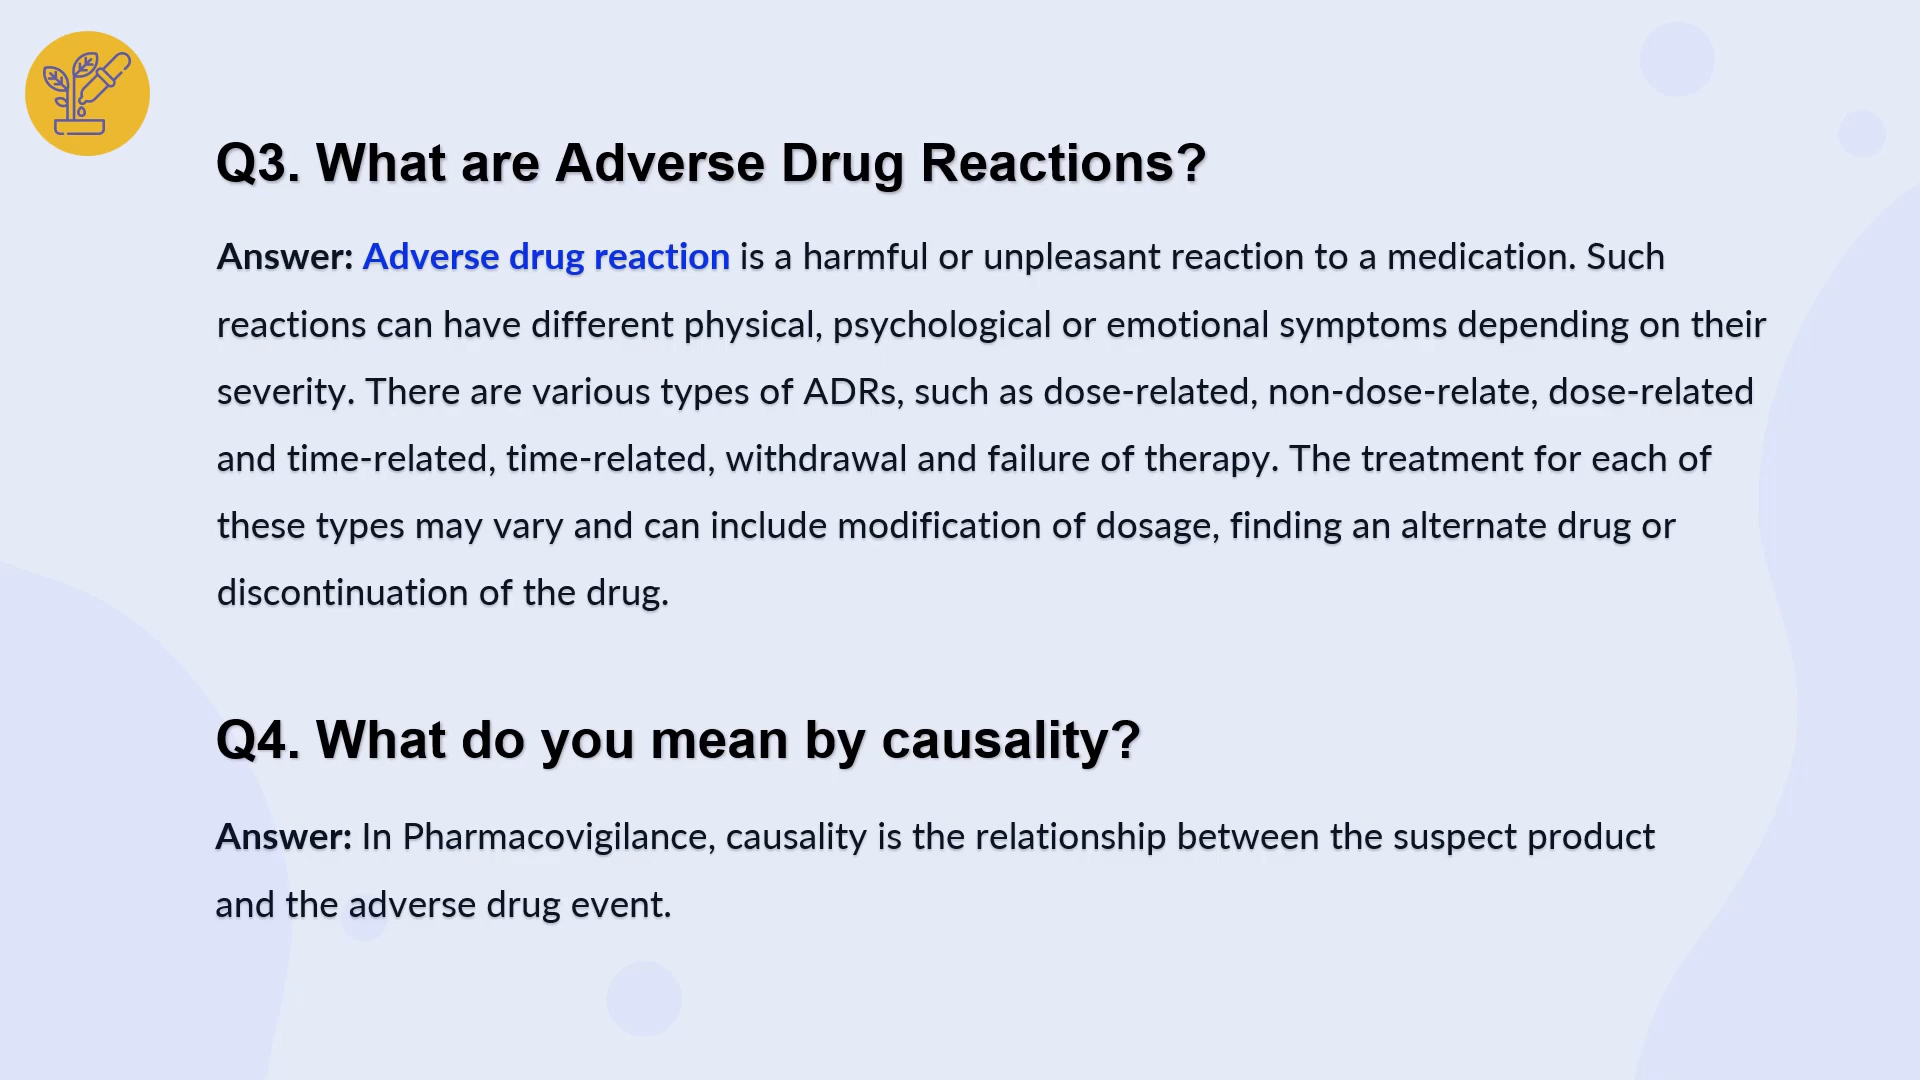 Q3. What are Adverse Drug Reactions?
Answer: Adverse drug reaction is a harmful or unpleasant reaction to a medication. Such
reactions can have different physical, psychological or emotional symptoms depending on their
severity. There are various types of ADRs, such as dose-related, non-dose-relate, dose-related
and time-related, time-related, withdrawal and failure of therapy. The treatment for each of
these types may vary and can include modification of dosage, finding an alternate drug or
discontinuation of the drug.
Q4. What do you mean by causality?
Answer: In Pharmacovigilance, causality is the relationship between the suspect product
and the adverse drug event.